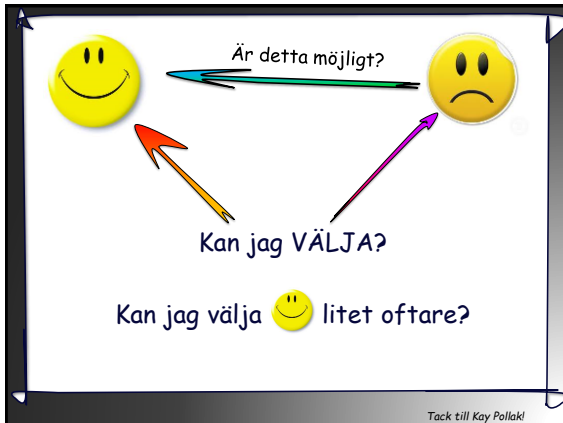 Är detta möjligt?
Kan jag VÄLJA?
Kan jag välja litet oftare?
Tack till Kay Pollak!